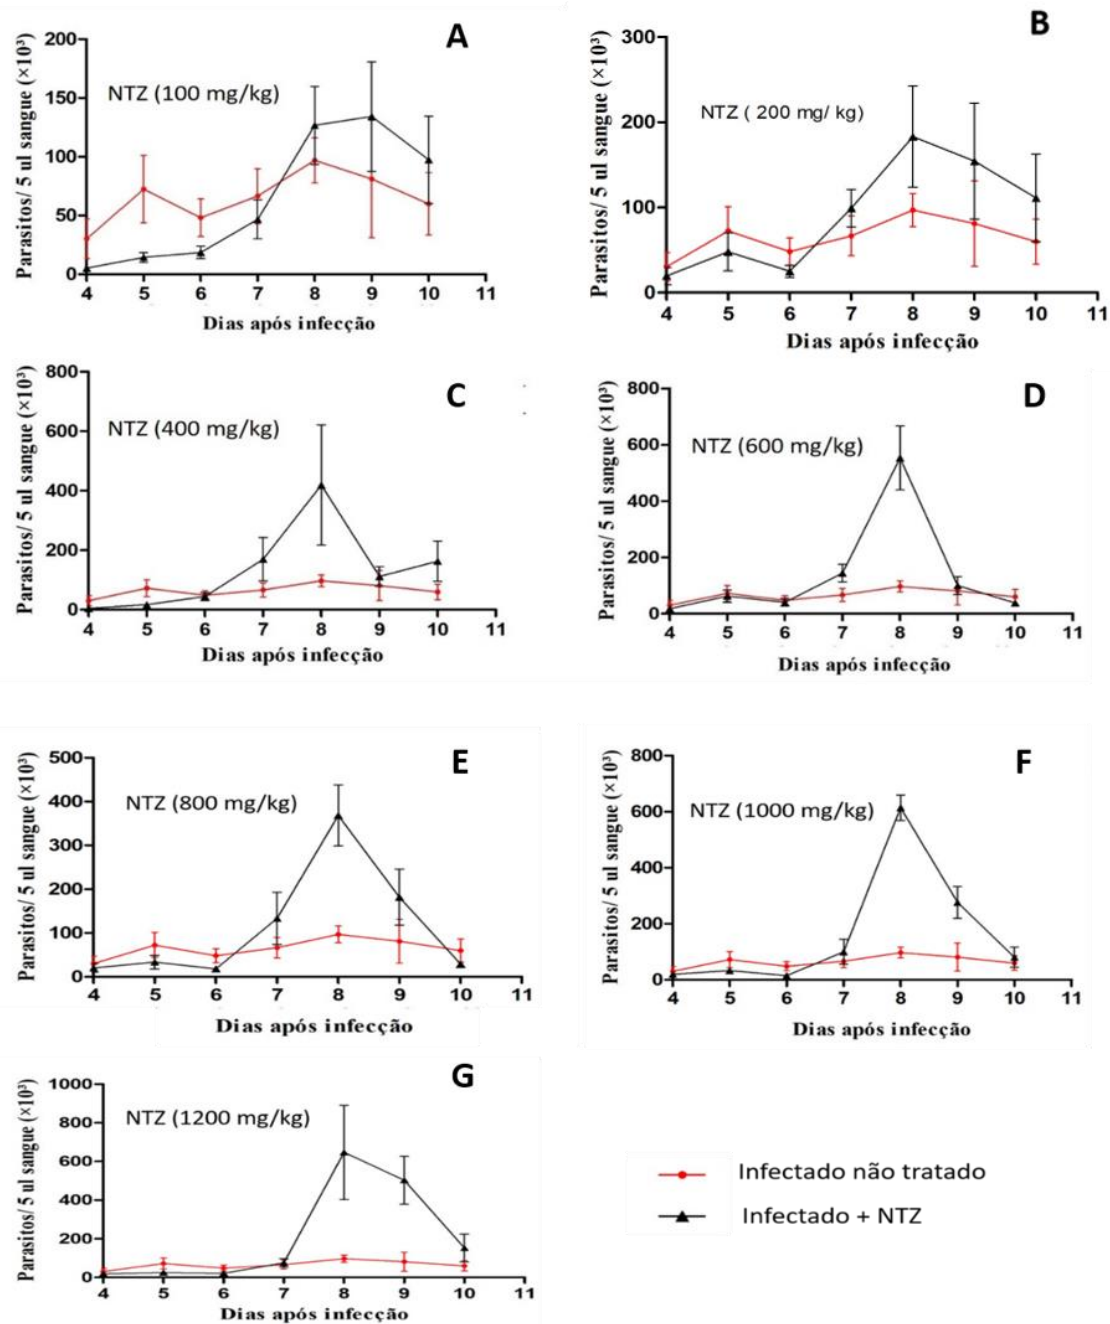 A
Parasitos/ 5 ul sangue (×10³)
NTZ (100 mg/kg)
200
150
100
50
0
4 5 6 7 8 9 10 11
Dias após infecção
B
Parasitos/ 5 ul sangue (×10³)
NTZ ( 200 mg/ kg)
300
200
100
0
4 5 6 7 8 9 10 11
Dias após infecção
C
Parasitos/ 5 ul sangue (×10³)
NTZ (400 mg/kg)
800
600
400
200
0
4 5 6 7 8 9 10 11
Dias após infecção
D
Parasitos/ 5 ul sangue (×10³)
NTZ (600 mg/kg)
800
600
400
200
0
4 5 6 7 8 9 10 11
Dias após infecção
E
Parasitos/ 5 ul sangue (×10³)
NTZ (800 mg/kg)
500
400
300
200
100
0
4 5 6 7 8 9 10 11
Dias após infecção
F
Parasitos/ 5 ul sangue (×10³)
NTZ (1000 mg/kg)
800
600
400
200
0
4 5 6 7 8 9 10 11
Dias após infecção
G
Parasitos/ 5 ul sangue (×10³)
NTZ (1200 mg/kg)
1000
800
600
400
200
0
4 5 6 7 8 9 10 11
Dias após infecção
Infectado não tratado
Infectado + NTZ